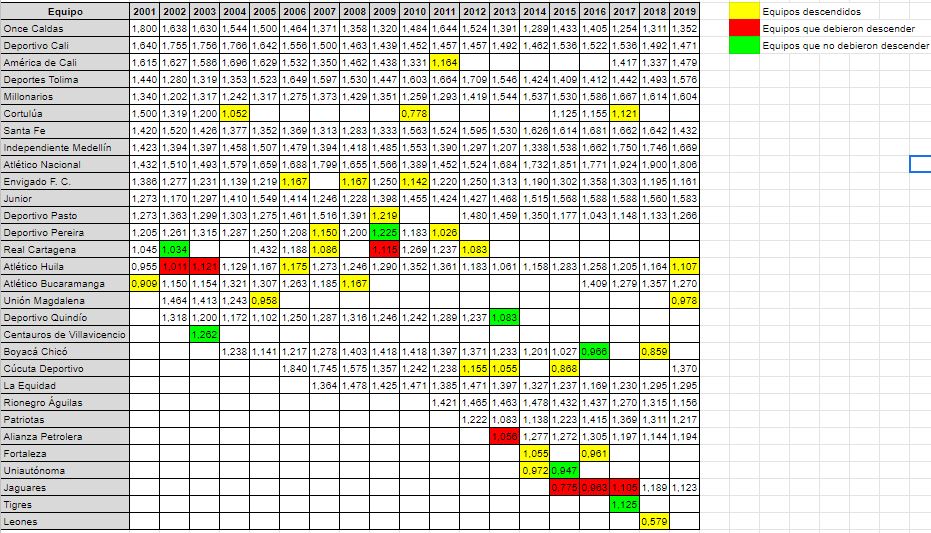 Equipo 2001 2002 2003 2004 2005 2006 2007 2008 2009 2010 2011 2012 2013 2014 2015 2016 2017 2018 2019
Equipos descendidos
Equipos que debieron descender
Equipos que no debieron descender
Once Caldas 1,800 1,638 1,630 1,544 1,500 1,464 1,371 1,358 1,320 1,484 1,644 1,524 1,391 1,289 1,433 1,405 1,254 1,311 1,352
Deportivo Cali 1,640 1,755 1,756 1,766 1,642 1,556 1,500 1,463 1,439 1,452 1,457 1,457 1,492 1,462 1,536 1,522 1,536 1,492 1,471
América de Cali 1,615 1,627 1,586 1,696 1,629 1,532 1,350 1,462 1,438 1,331 1,164 1,417 1,337 1,479
Deportes Tolima 1,440 1,280 1,319 1,353 1,523 1,649 1,597 1,530 1,447 1,603 1,664 1,709 1,546 1,424 1,409 1,412 1,442 1,493 1,576
Millonarios 1,340 1,202 1,317 1,242 1,317 1,275 1,373 1,429 1,351 1,259 1,293 1,419 1,544 1,537 1,530 1,586 1,667 1,614 1,604
Cortulúa 1,500 1,319 1,200 1,052 0,778 1,125 1,155 1,121
Santa Fe 1,420 1,520 1,426 1,377 1,352 1,369 1,313 1,283 1,333 1,563 1,524 1,595 1,530 1,626 1,614 1,681 1,662 1,642 1,432
Independiente Medellín 1,423 1,394 1,397 1,458 1,507 1,479 1,394 1,418 1,485 1,553 1,390 1,297 1,207 1,338 1,538 1,662 1,750 1,746 1,669
Atlético Nacional 1,432 1,510 1,493 1,579 1,659 1,688 1,799 1,655 1,566 1,389 1,452 1,524 1,684 1,732 1,851 1,771 1,924 1,900 1,806
Envigado F. C. 1,386 1,277 1,231 1,139 1,219 1,167 1,167 1,250 1,142 1,220 1,250 1,313 1,190 1,302 1,358 1,303 1,195 1,161
Junior 1,273 1,170 1,297 1,410 1,549 1,414 1,246 1,228 1,398 1,455 1,424 1,427 1,468 1,515 1,568 1,588 1,588 1,560 1,583
Deportivo Pasto 1,273 1,363 1,299 1,303 1,275 1,461 1,516 1,391 1,219 1,480 1,459 1,350 1,177 1,043 1,148 1,133 1,266
Deportivo Pereira 1,205 1,261 1,315 1,287 1,250 1,208 1,150 1,200 1,225 1,183 1,026
Real Cartagena 1,045 1,034 1,432 1,188 1,086 1,115 1,269 1,237 1,083
Atlético Huila 0,955 1,011 1,121 1,129 1,167 1,175 1,273 1,246 1,290 1,352 1,361 1,183 1,061 1,158 1,283 1,258 1,205 1,164 1,107
Atlético Bucaramanga 0,909 1,150 1,154 1,321 1,307 1,263 1,185 1,167 1,409 1,279 1,357 1,270
Unión Magdalena 1,464 1,413 1,243 0,958 0,978
Deportivo Quindío 1,318 1,200 1,172 1,102 1,250 1,287 1,316 1,246 1,242 1,289 1,237 1,083
Centauros de Villavicencio 1,262
Boyacá Chicó 1,238 1,141 1,217 1,278 1,403 1,418 1,418 1,397 1,371 1,233 1,201 1,027 0,966 0,859
Cúcuta Deportivo 1,840 1,745 1,575 1,357 1,242 1,238 1,155 1,055 0,868 1,370
La Equidad 1,364 1,478 1,425 1,471 1,385 1,471 1,397 1,327 1,237 1,169 1,230 1,295 1,295
Rionegro Águilas 1,421 1,465 1,463 1,478 1,432 1,437 1,270 1,315 1,156
Patriotas 1,222 1,083 1,138 1,223 1,415 1,369 1,311 1,217
Alianza Petrolera 1,056 1,277 1,272 1,305 1,197 1,144 1,194
Fortaleza 1,055 0,961
Uniautónoma 0,972 0,947
Jaguares 0,775 0,963 1,105 1,189 1,123
Tigres 1,125
Leones 0,579